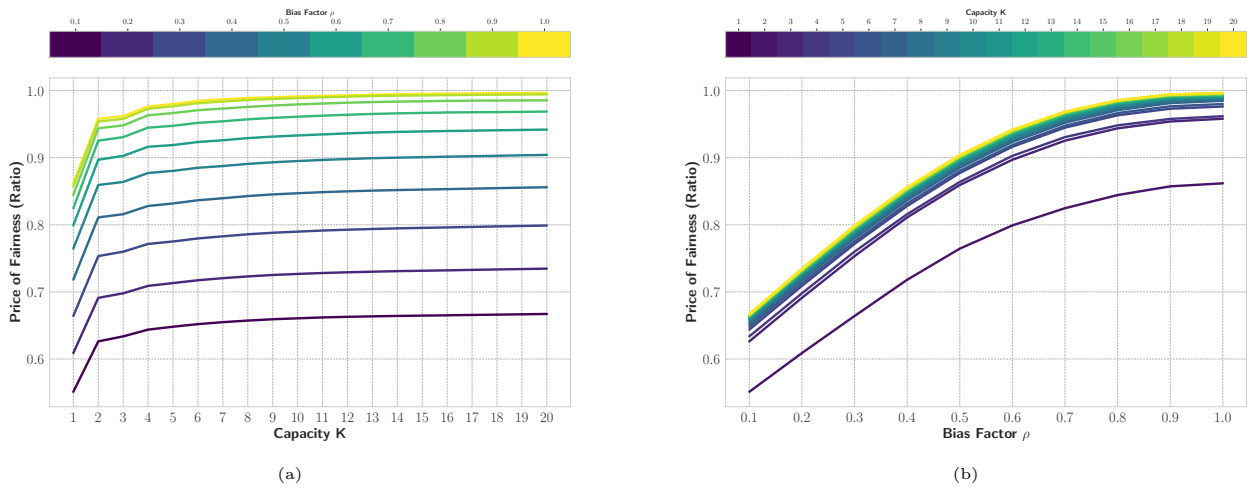 Bias Factor ρ
0.1 0.2 0.3 0.4 0.5 0.6 0.7 0.8 0.9 1.0
1.0
0.9
0.8
0.7
0.6
Price of Fairness (Ratio)
1 2 3 4 5 6 7 8 9 10 11 12 13 14 15 16 17 18 19 20
Capacity K
(a)
Capacity K
1 2 3 4 5 6 7 8 9 10 11 12 13 14 15 16 17 18 19 20
1.0
0.9
0.8
0.7
0.6
Price of Fairness (Ratio)
0.1 0.2 0.3 0.4 0.5 0.6 0.7 0.8 0.9 1.0
Bias Factor ρ
(b)